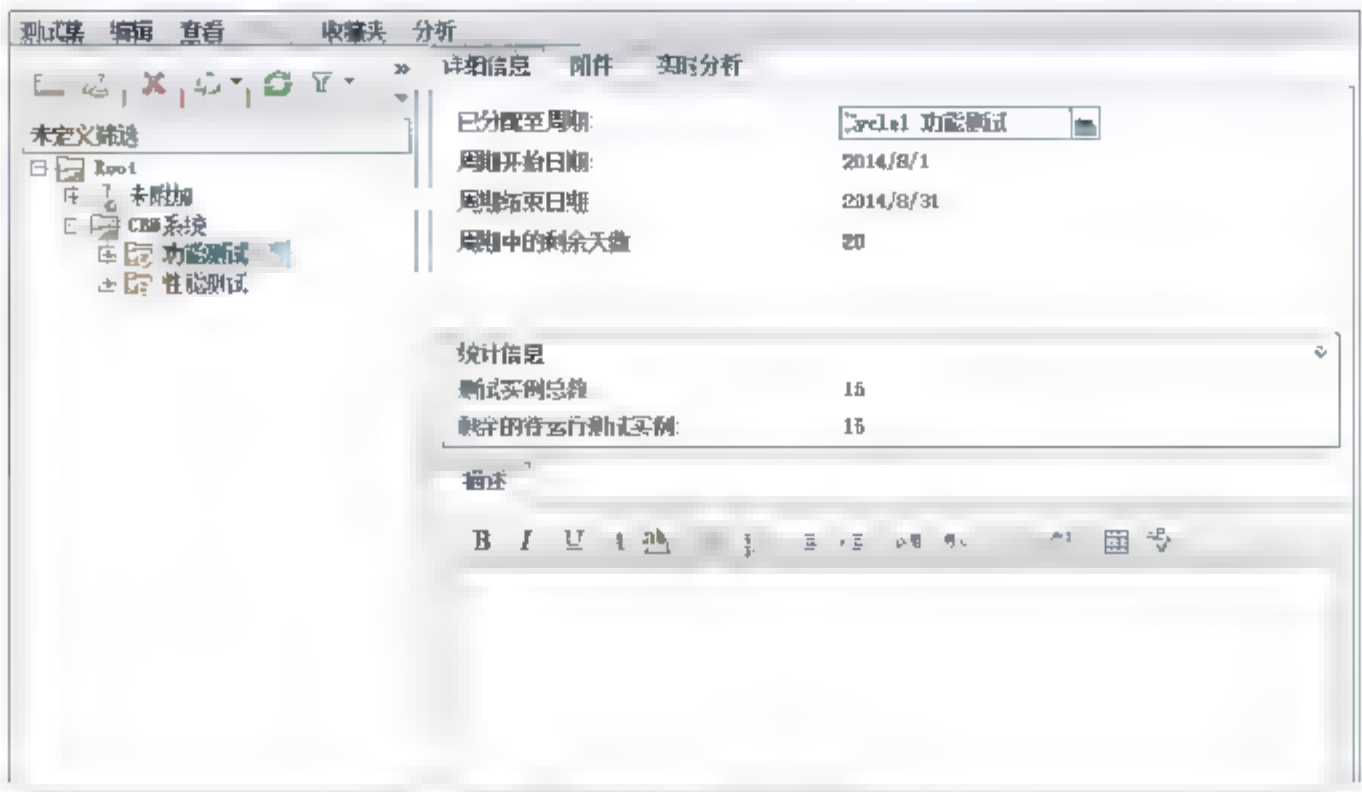 测试集 编辑 查看 收藏夹 分析
详细信息 附件 实时分析
未定义筛选
Root
未附加
系统
功能测试
性能测试
已分配至周期:
功能测试
周期开始日期:
2014/8/1
周期结束日期
2014/8/31
周期中的剩余天数
20
统计信息
测试实例总数
15
剩余的待运行测试实例:
15
描述
B I U